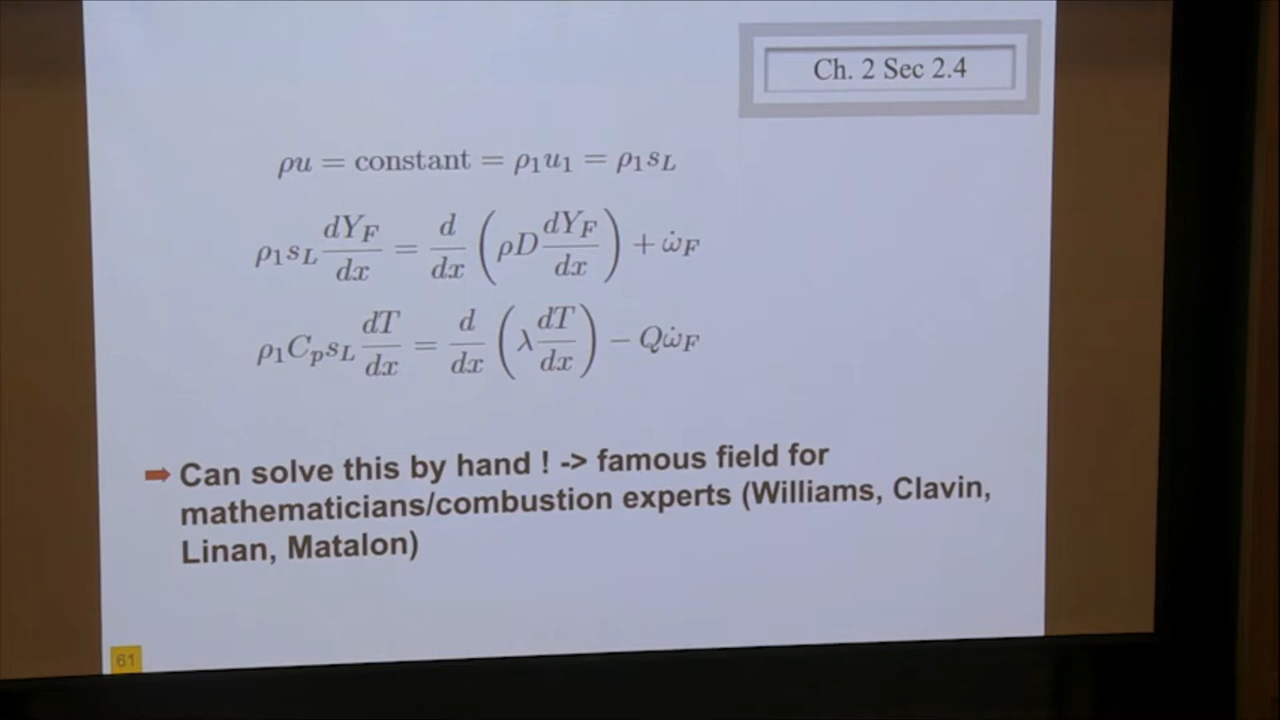 Ch. 2 Sec 2.4
ρu = constant = ρ₁u₁ = ρ₁s_L
ρ₁s_L dY_F/dx = d/dx (ρD dY_F/dx) + ω̇_F
ρ₁C_p s_L dT/dx = d/dx (λ dT/dx) − Qω̇_F
➡ Can solve this by hand ! -> famous field for
mathematicians/combustion experts (Williams, Clavin,
Linan, Matalon)
61